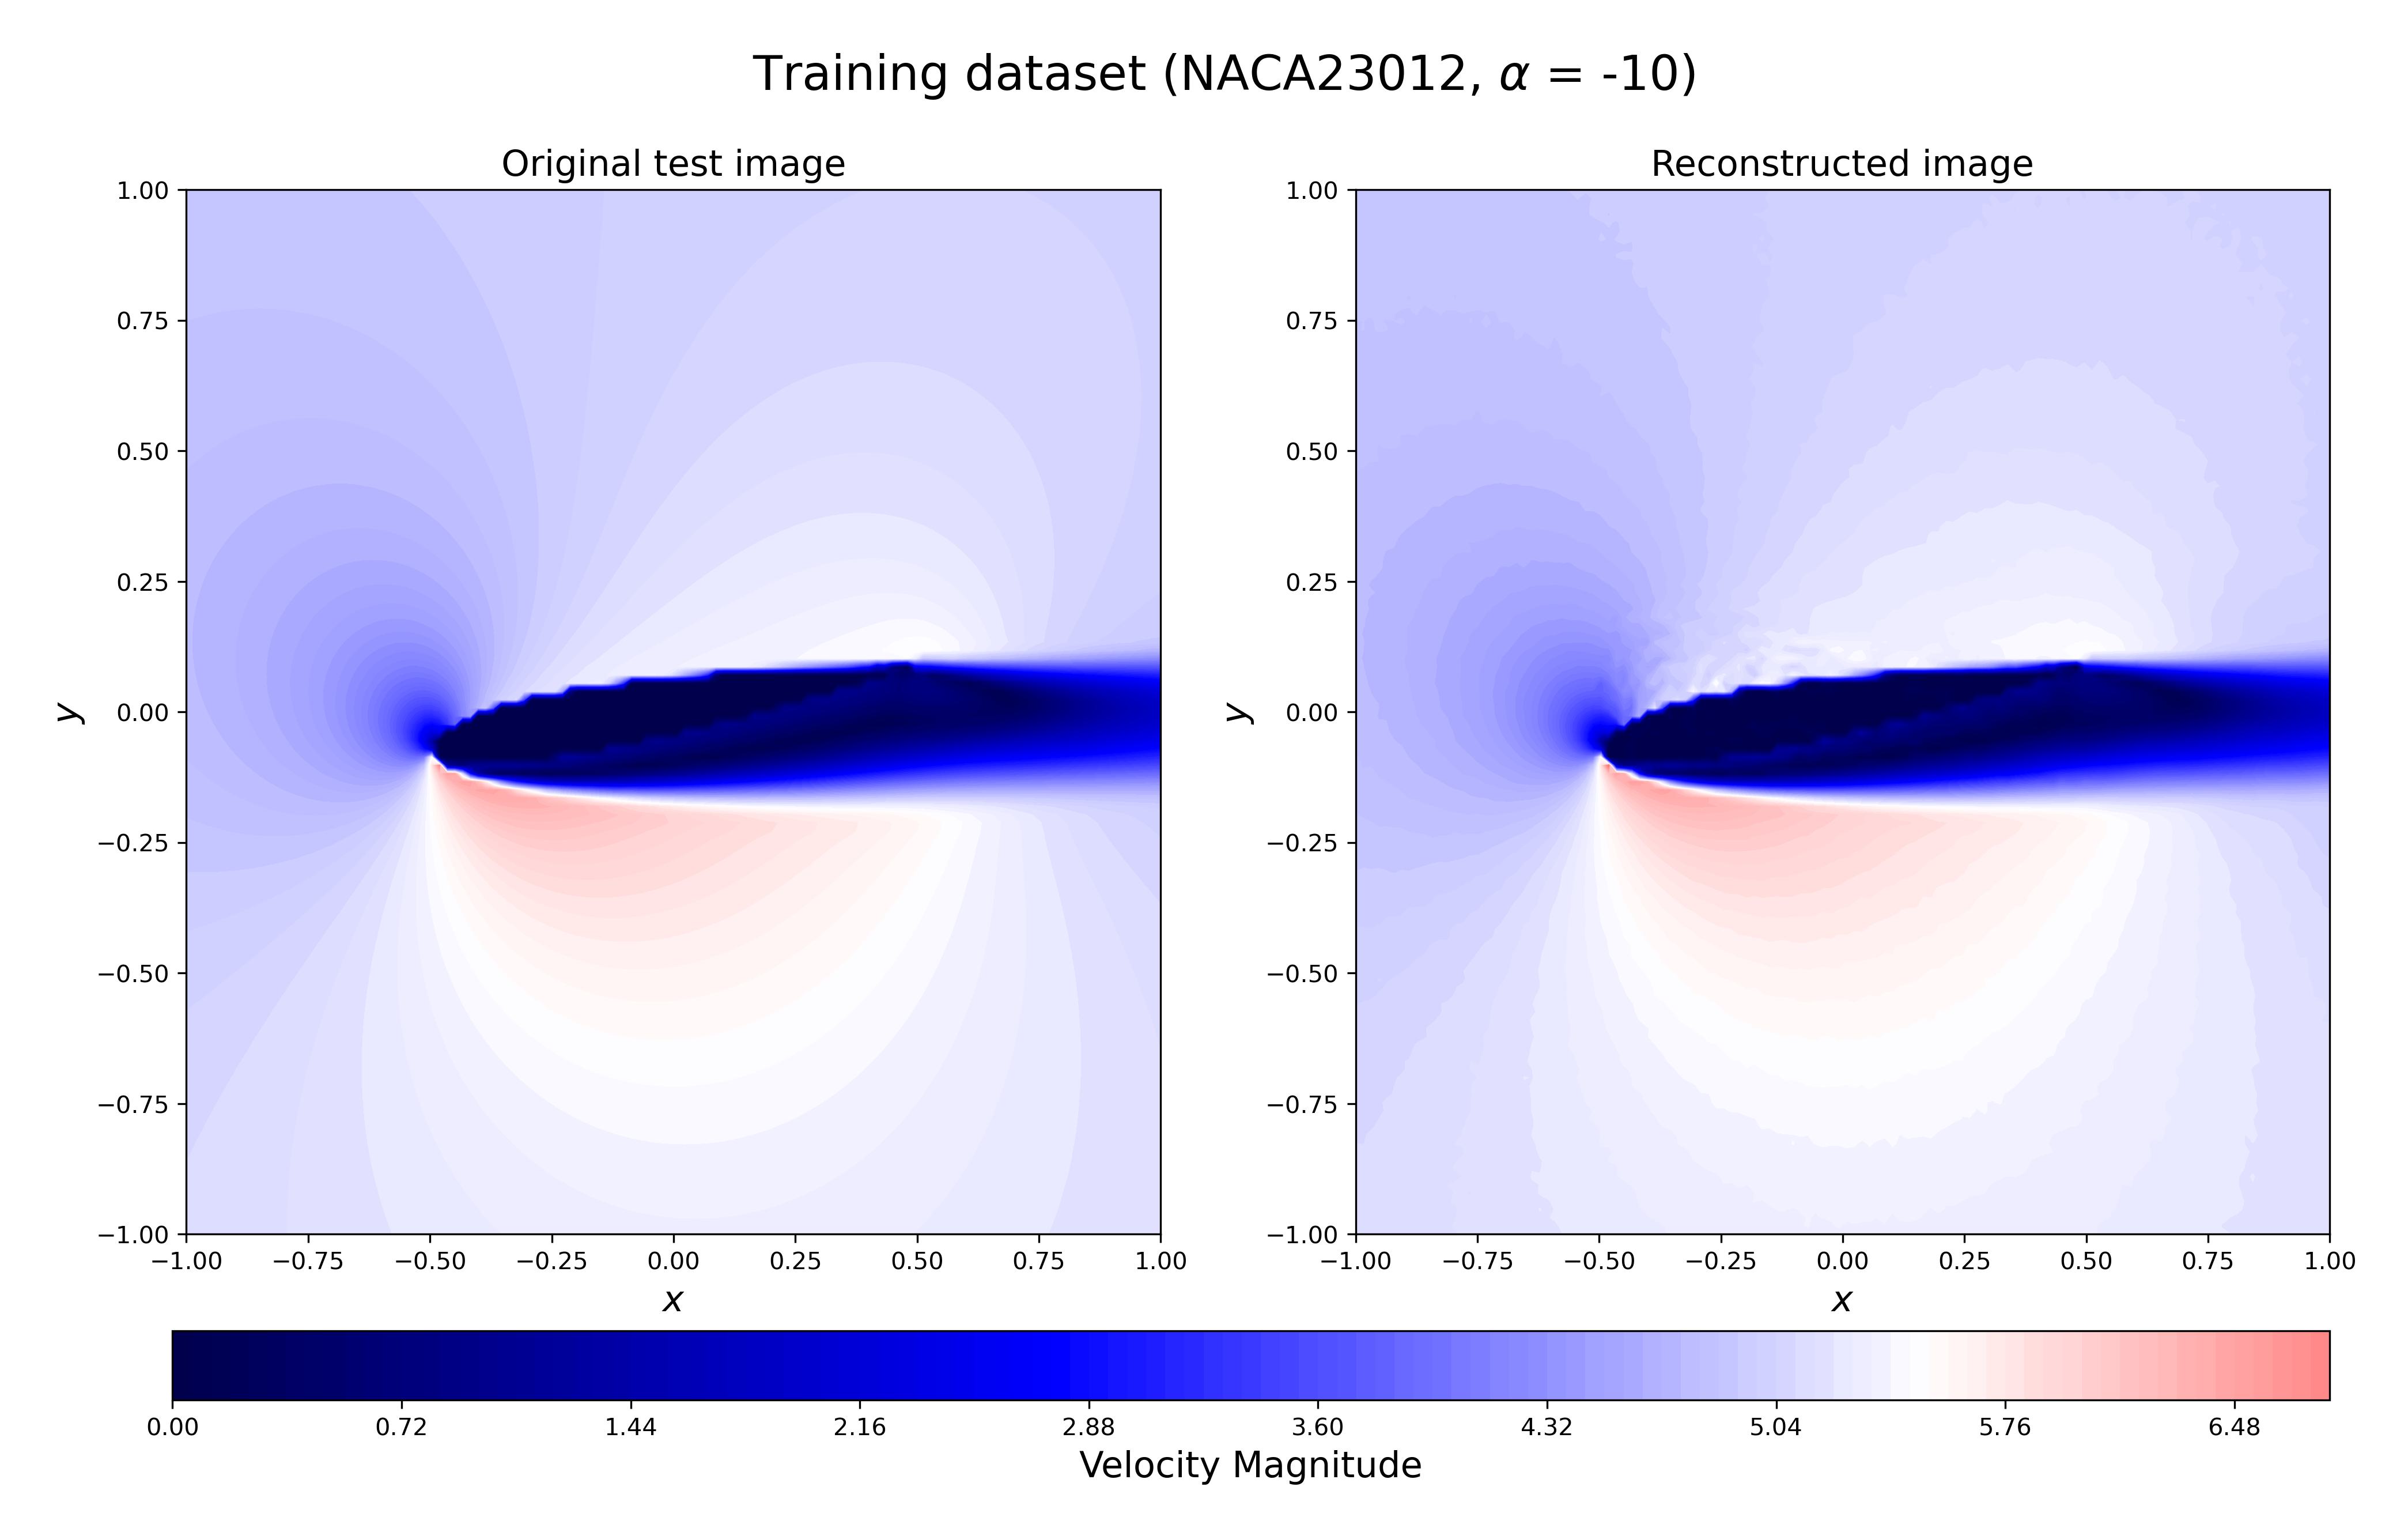 Training dataset (NACA23012, α = -10)
Original test image
Reconstructed image
1.00
0.75
0.50
0.25
0.00
−0.25
−0.50
−0.75
−1.00
y
−1.00 −0.75 −0.50 −0.25 0.00 0.25 0.50 0.75 1.00
x
1.00
0.75
0.50
0.25
0.00
−0.25
−0.50
−0.75
−1.00
y
−1.00 −0.75 −0.50 −0.25 0.00 0.25 0.50 0.75 1.00
x
0.00 0.72 1.44 2.16 2.88 3.60 4.32 5.04 5.76 6.48
Velocity Magnitude